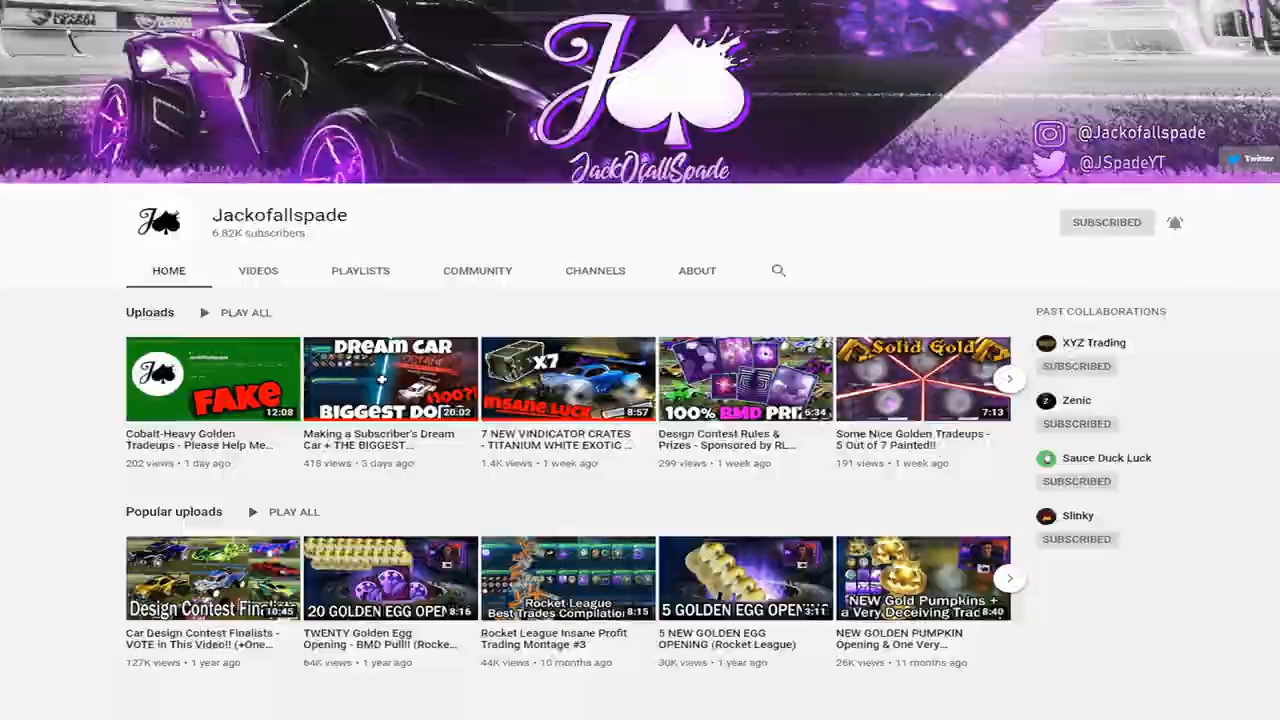 JackOfallSpade
@Jackofallspade
@JSpadeYT
Twitter
Jackofallspade
6.82K subscribers
SUBSCRIBED
HOME VIDEOS PLAYLISTS COMMUNITY CHANNELS ABOUT
Uploads PLAY ALL
PAST COLLABORATIONS
XYZ Trading
SUBSCRIBED
Zenic
SUBSCRIBED
Sauce Duck Luck
SUBSCRIBED
Slinky
SUBSCRIBED
FAKE
12:08
DREAM CAR
$100?!
BIGGEST
20:02
X7
INSANE LUCK
8:57
100% BMD
6:34
Solid Gold
7:13
Cobalt-Heavy Golden
Tradeups - Please Help Me...
202 views • 1 day ago
Making a Subscriber's Dream
Car + THE BIGGEST...
418 views • 3 days ago
7 NEW VINDICATOR CRATES
- TITANIUM WHITE EXOTIC ...
1.4K views • 1 week ago
Design Contest Rules &
Prizes - Sponsored by RL...
299 views • 1 week ago
Some Nice Golden Tradeups -
5 Out of 7 Painted!!
191 views • 1 week ago
Popular uploads PLAY ALL
Design Contest Finalists
10:45
20 GOLDEN EGG OPEN
8:16
Rocket League
Best Trades Compilation
8:15
5 GOLDEN EGG OPEN
3:11
NEW Gold Pumpkins +
a Very Deceiving Trad
8:40
Car Design Contest Finalists -
VOTE in This Video!! (+One...
127K views • 1 year ago
TWENTY Golden Egg
Opening - BMD Pull!! (Rocke...
64K views • 1 year ago
Rocket League Insane Profit
Trading Montage #3
44K views • 10 months ago
5 NEW GOLDEN EGG
OPENING (Rocket League)
30K views • 1 year ago
NEW GOLDEN PUMPKIN
Opening & One Very...
26K views • 11 months ago